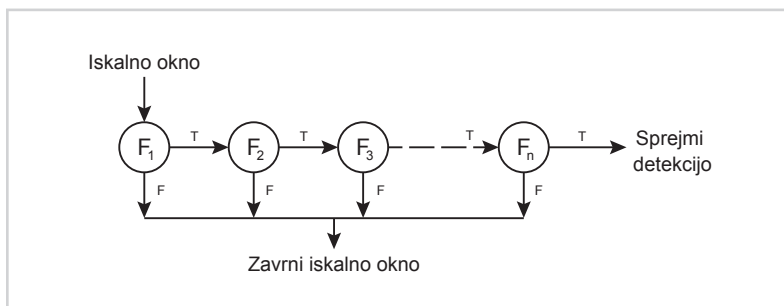 Iskalno okno
F1 T F2 T F3 T Fn T
Sprejmi
detekcijo
F F F F
Zavrni iskalno okno